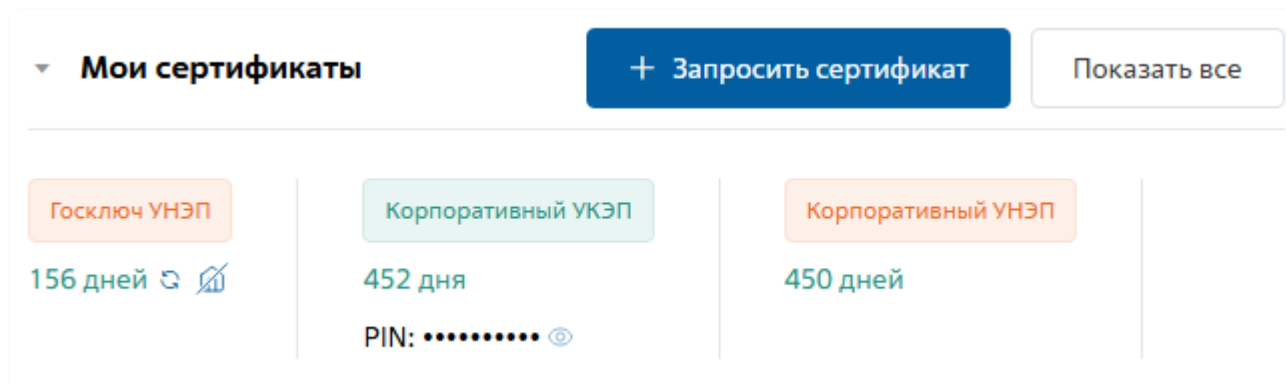 Мои сертификаты
+ Запросить сертификат
Показать все
Госключ УНЭП
156 дней
Корпоративный УКЭП
452 дня
PIN: ••••••••••
Корпоративный УНЭП
450 дней